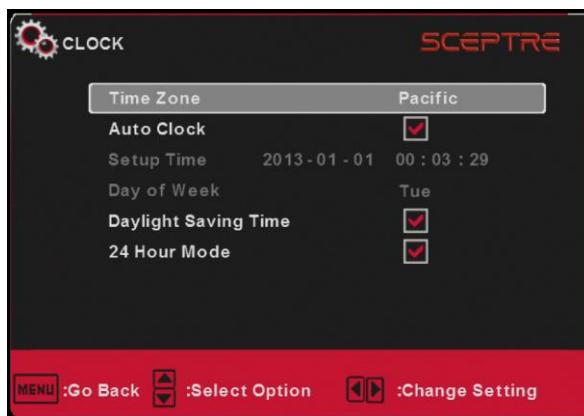 CLOCK SCEPTRE
Time Zone Pacific
Auto Clock
Setup Time 2013-01-01 00:03:29
Day of Week Tue
Daylight Saving Time
24 Hour Mode
MENU :Go Back :Select Option :Change Setting